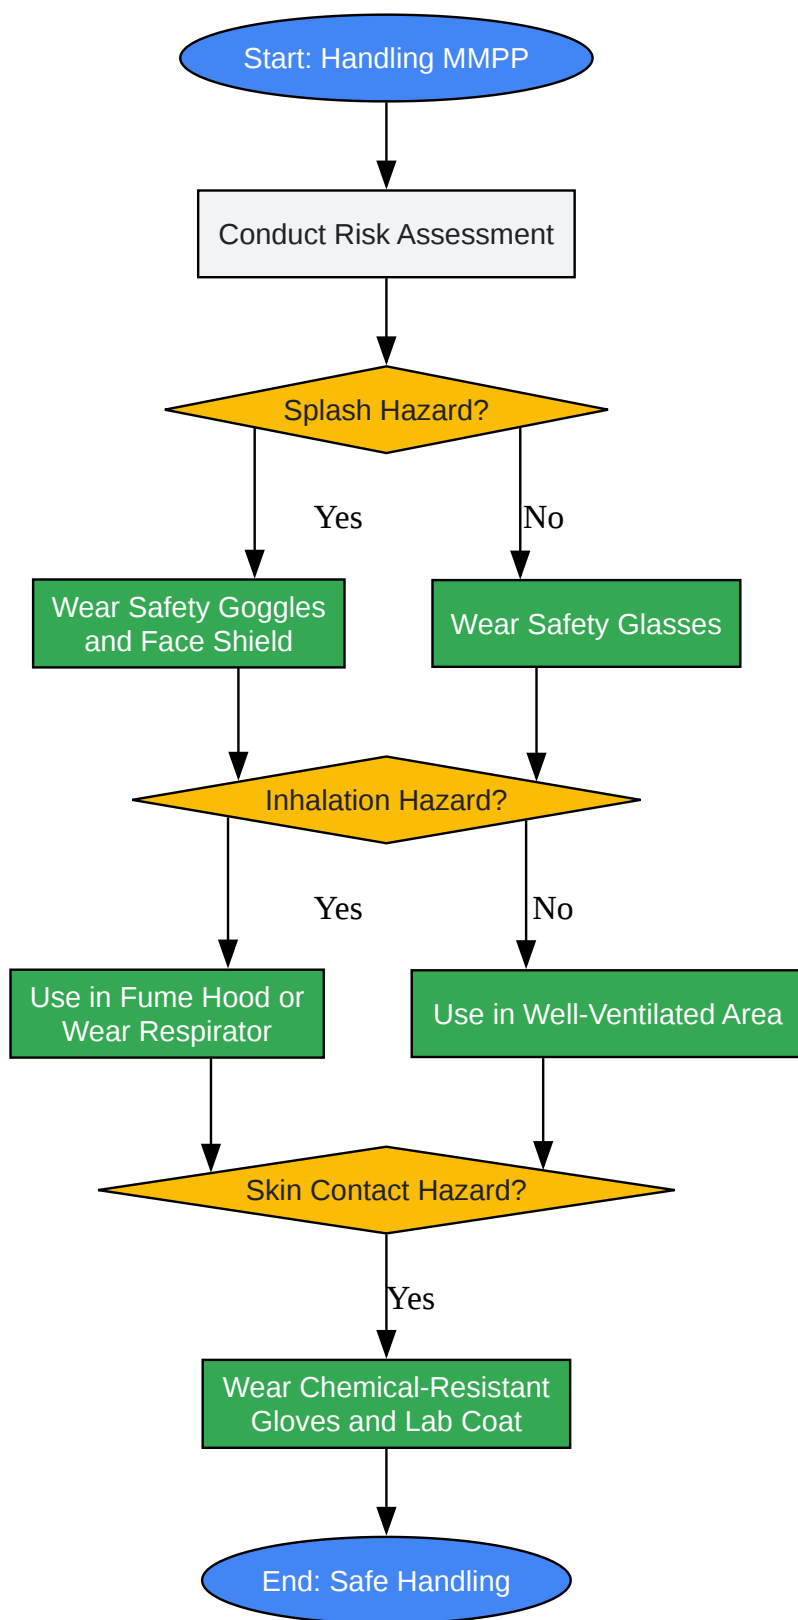 Start: Handling MMPP
Conduct Risk Assessment
Splash Hazard?
Yes
No
Wear Safety Goggles
and Face Shield
Wear Safety Glasses
Inhalation Hazard?
Yes
No
Use in Fume Hood or
Wear Respirator
Use in Well-Ventilated Area
Skin Contact Hazard?
Yes
Wear Chemical-Resistant
Gloves and Lab Coat
End: Safe Handling